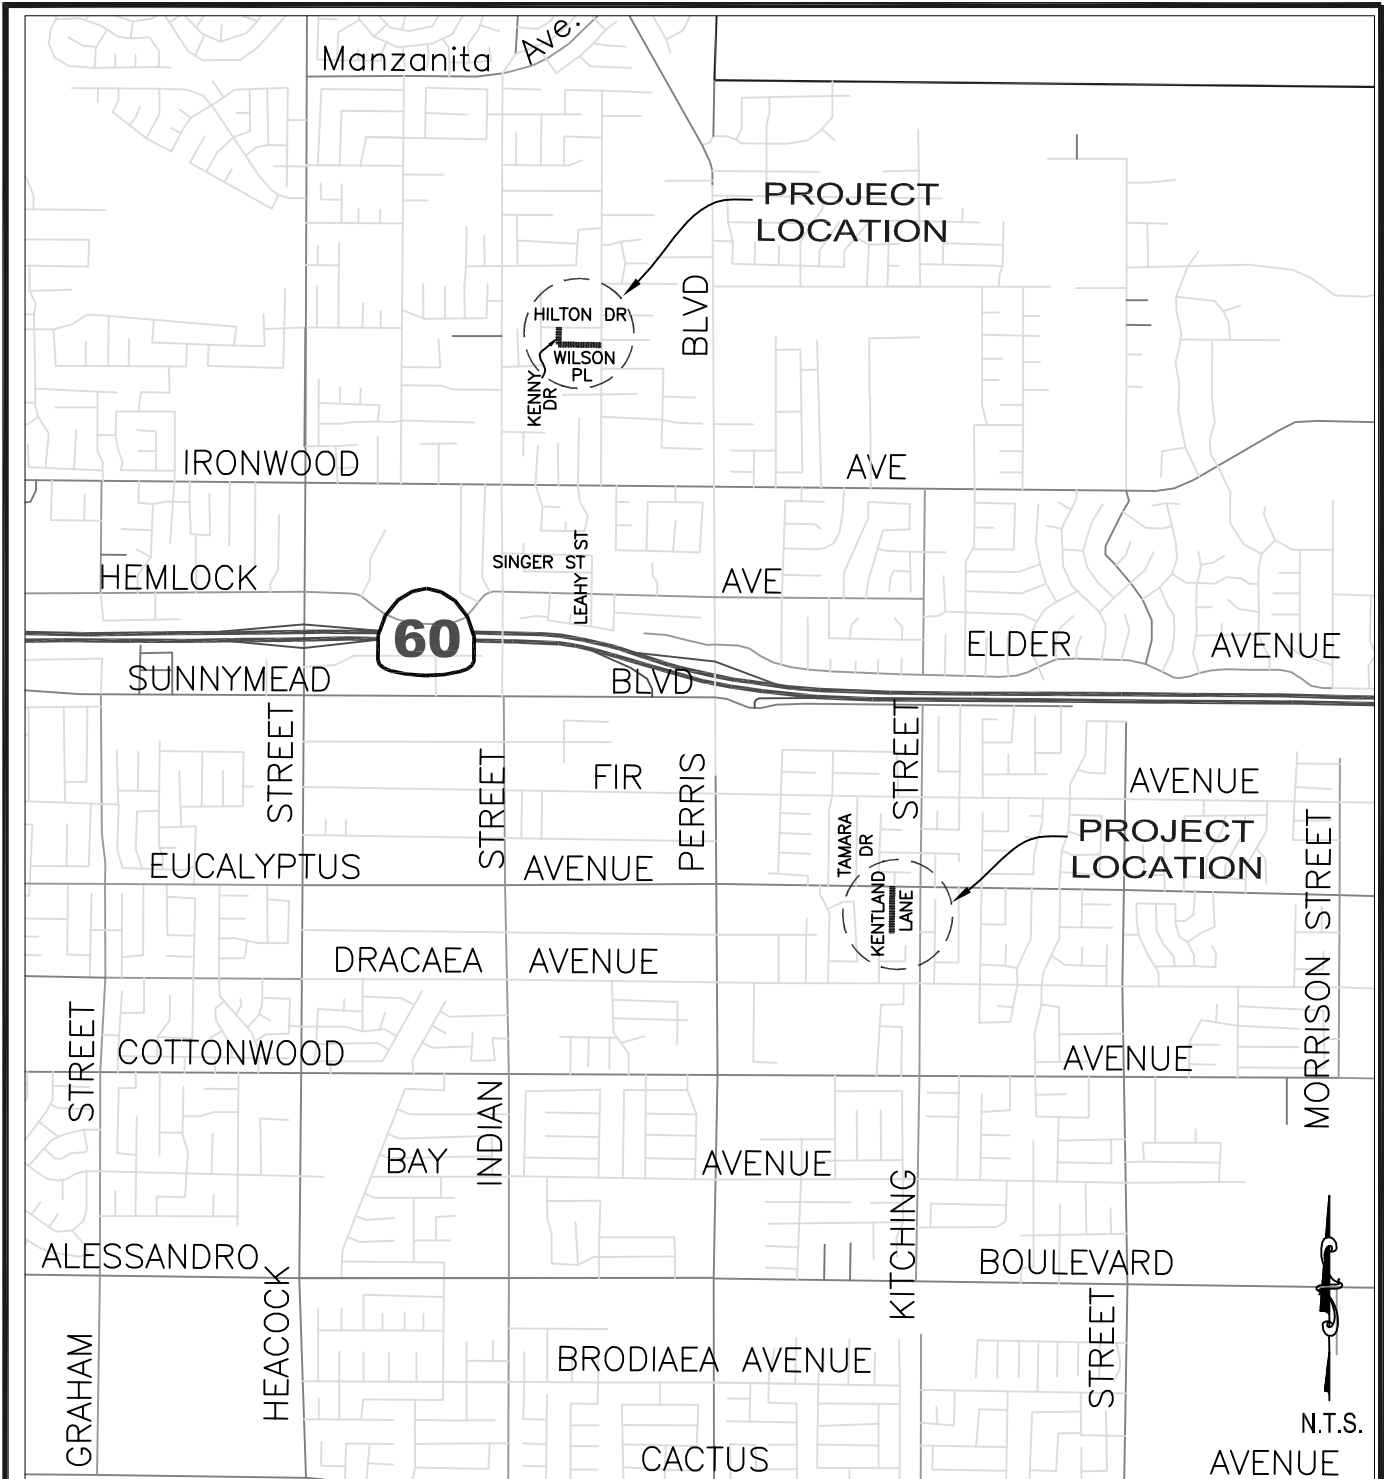 Manzanita Ave.
PROJECT
LOCATION
HILTON DR
WILSON
PL
KENNY
DR
BLVD
IRONWOOD AVE
SINGER ST
LEAHY ST
HEMLOCK AVE
60
ELDER AVENUE
SUNNYMEAD BLVD
STREET
STREET
PERRIS
STREET
FIR AVENUE
TAMARA
DR
PROJECT
LOCATION
EUCALYPTUS AVENUE
KENTLAND
LANE
MORRISON STREET
DRACAEA AVENUE
STREET
COTTONWOOD AVENUE
INDIAN
BAY AVENUE
KITCHING
ALESSANDRO BOULEVARD
HEACOCK
STREET
GRAHAM
BRODIAEA AVENUE
N.T.S.
CACTUS AVENUE